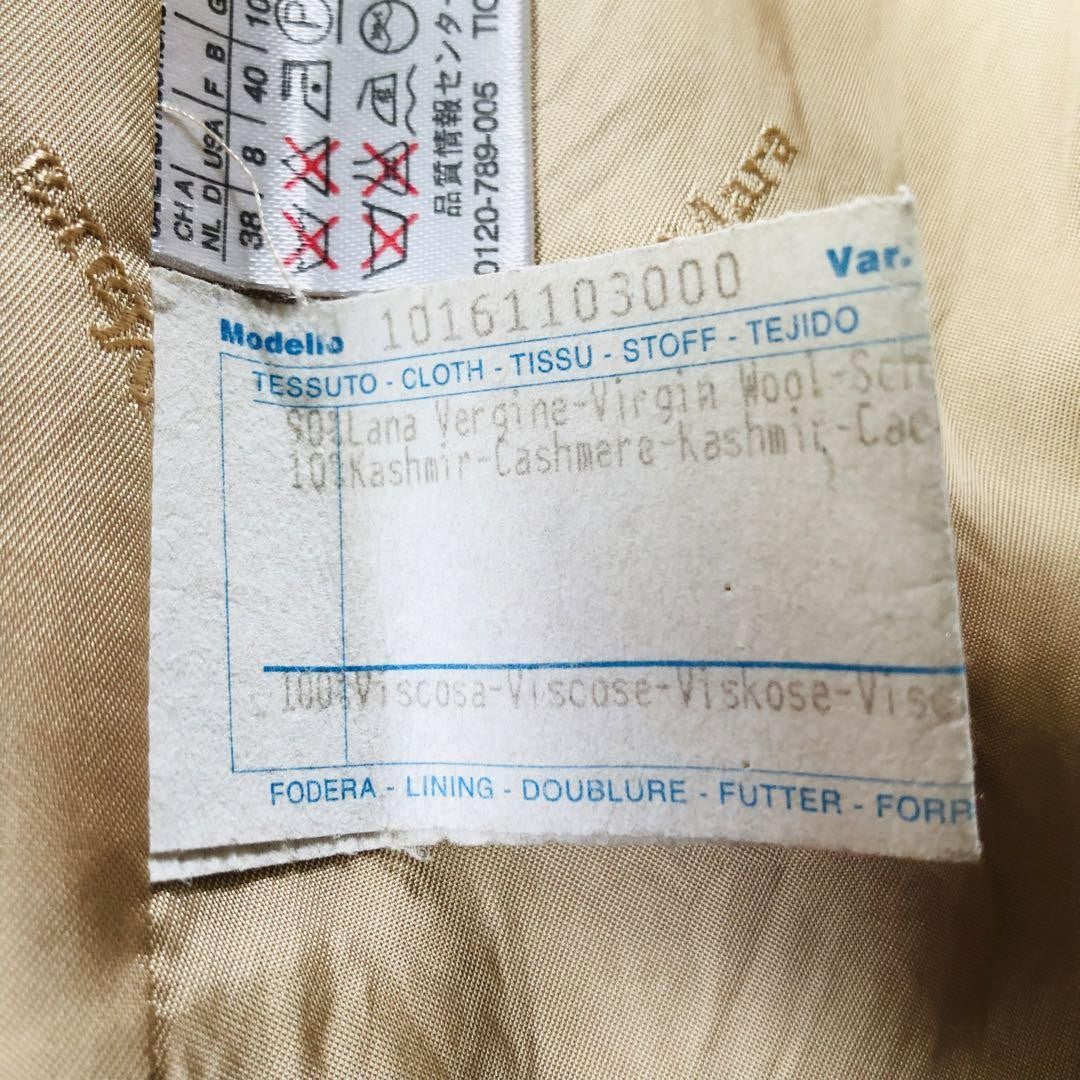 CH A
NL D USA F B G
38 8 40 10
P
品質情報センター TIC
0120-789-005
Modello 10161103000 Var.
TESSUTO - CLOTH - TISSU - STOFF - TEJIDO
90% Lana Vergine-Virgin Wool-Sch
10% Kashmir-Cashmere-Kashmir-Cac
100% Viscosa-Viscose-Viskose-Visc
FODERA - LINING - DOUBLURE - FUTTER - FORR